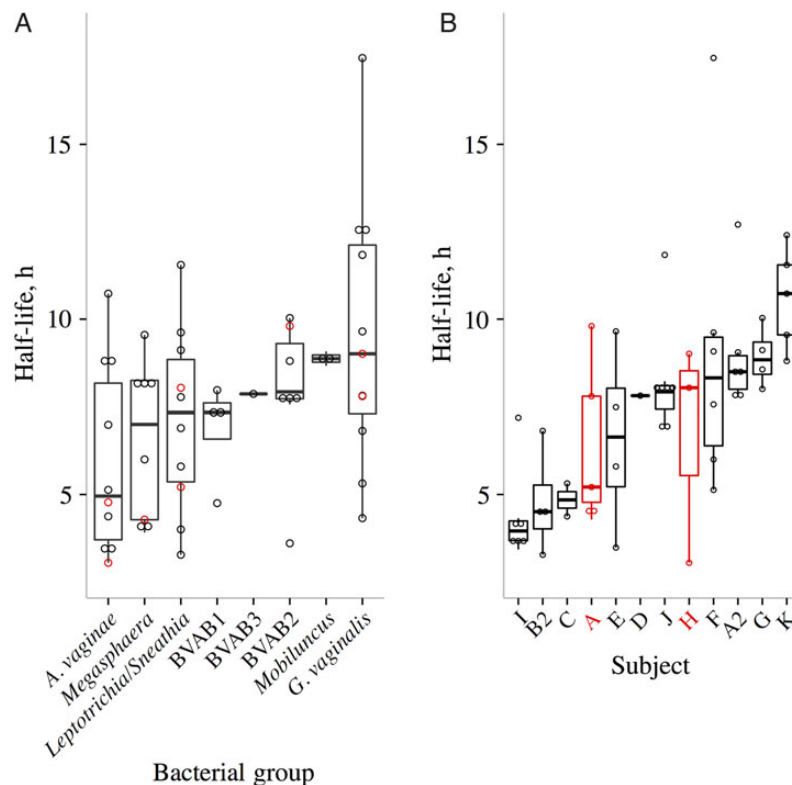 A
Half-life, h
15
10
5
A. vaginae
Megasphaera
Leptotrichia/Sneathia
BVAB1
BVAB3
BVAB2
Mobiluncus
G. vaginalis
Bacterial group
B
Half-life, h
15
10
5
I
B2
C
A
E
D
J
H
F
A2
G
K
Subject